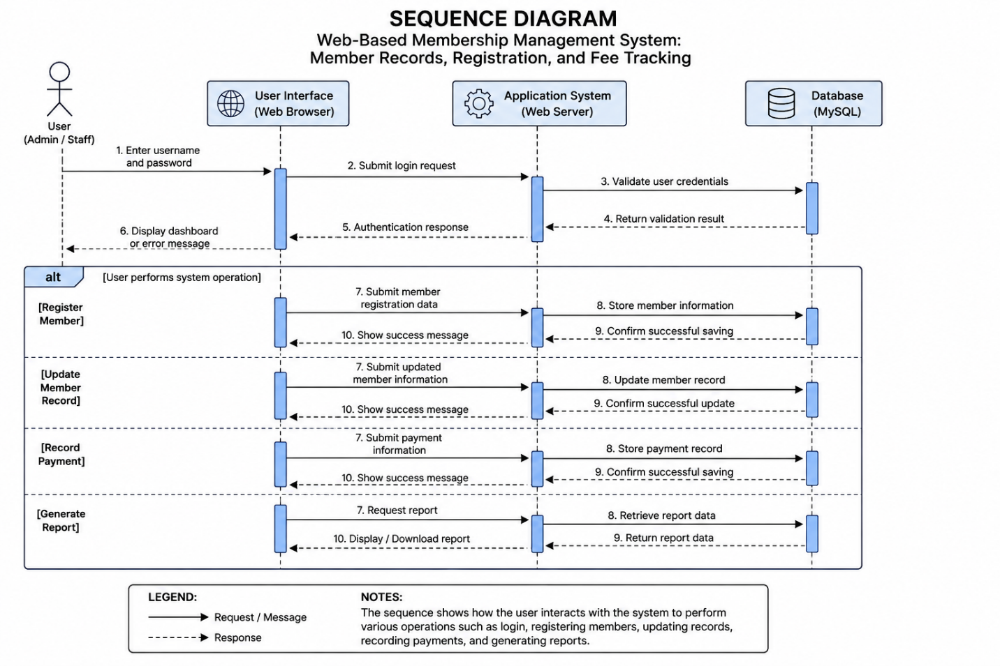 SEQUENCE DIAGRAM
Web-Based Membership Management System:
Member Records, Registration, and Fee Tracking
User
(Admin / Staff)
User Interface
(Web Browser)
Application System
(Web Server)
Database
(MySQL)
1. Enter username
and password
2. Submit login request
3. Validate user credentials
4. Return validation result
5. Authentication response
6. Display dashboard
or error message
alt
[User performs system operation]
[Register
Member]
7. Submit member
registration data
8. Store member information
9. Confirm successful saving
10. Show success message
[Update
Member
Record]
7. Submit updated
member information
8. Update member record
9. Confirm successful update
10. Show success message
[Record
Payment]
7. Submit payment
information
8. Store payment record
9. Confirm successful saving
10. Show success message
[Generate
Report]
7. Request report
8. Retrieve report data
9. Return report data
10. Display / Download report
LEGEND:
Request / Message
Response
NOTES:
The sequence shows how the user interacts with the system to perform
various operations such as login, registering members, updating records,
recording payments, and generating reports.